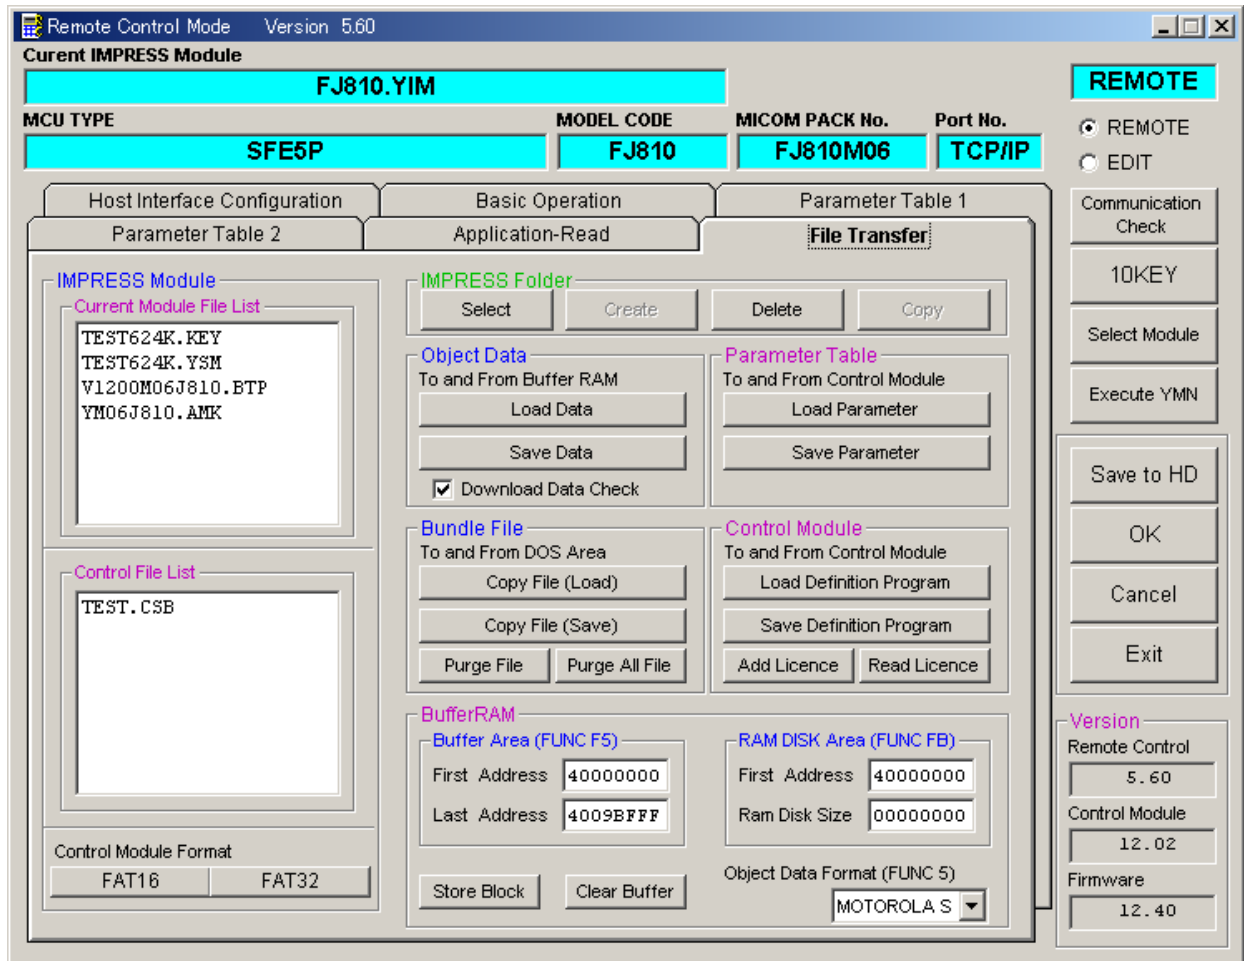 Remote Control Mode Version 5.60
Curent IMPRESS Module
FJ810.YIM
REMOTE
MCU TYPE
MODEL CODE
MICOM PACK No.
Port No.
SFE5P
FJ810
FJ810M06
TCP/IP
REMOTE
EDIT
Host Interface Configuration
Basic Operation
Parameter Table 1
Parameter Table 2
Application-Read
File Transfer
IMPRESS Module
Current Module File List
TEST624K.KEY
TEST624K.YSM
V1200M06J810.BTP
YM06J810.AMK
Control File List
TEST.CSB
Control Module Format
FAT16
FAT32
IMPRESS Folder
Select
Create
Delete
Copy
Object Data
To and From Buffer RAM
Load Data
Save Data
Download Data Check
Parameter Table
To and From Control Module
Load Parameter
Save Parameter
Bundle File
To and From DOS Area
Copy File (Load)
Copy File (Save)
Purge File
Purge All File
Control Module
To and From Control Module
Load Definition Program
Save Definition Program
Add Licence
Read Licence
BufferRAM
Buffer Area (FUNC F5)
First Address 40000000
Last Address 4009BFFF
RAM DISK Area (FUNC FB)
First Address 40000000
Ram Disk Size 00000000
Store Block
Clear Buffer
Object Data Format (FUNC 5)
MOTOROLA S
Communication
Check
10KEY
Select Module
Execute YMN
Save to HD
OK
Cancel
Exit
Version
Remote Control
5.60
Control Module
12.02
Firmware
12.40